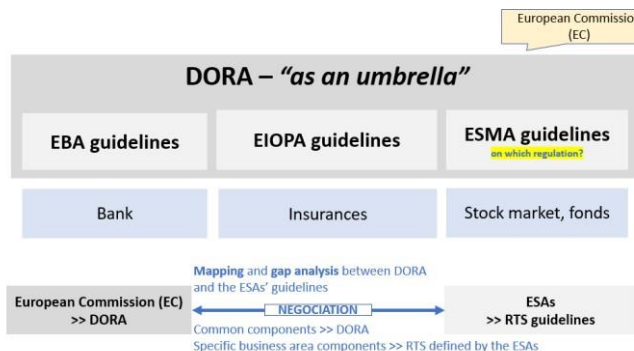 European Commissio
(EC)
DORA – “as an umbrella”
EBA guidelines
EIOPA guidelines
ESMA guidelines
on which regulation?
Bank
Insurances
Stock market, fonds
Mapping and gap analysis between DORA
and the ESAs' guidelines
European Commission (EC)
>> DORA
NEGOCIATION
ESAs
>> RTS guidelines
Common components >> DORA
Specific business area components >> RTS defined by the ESAs